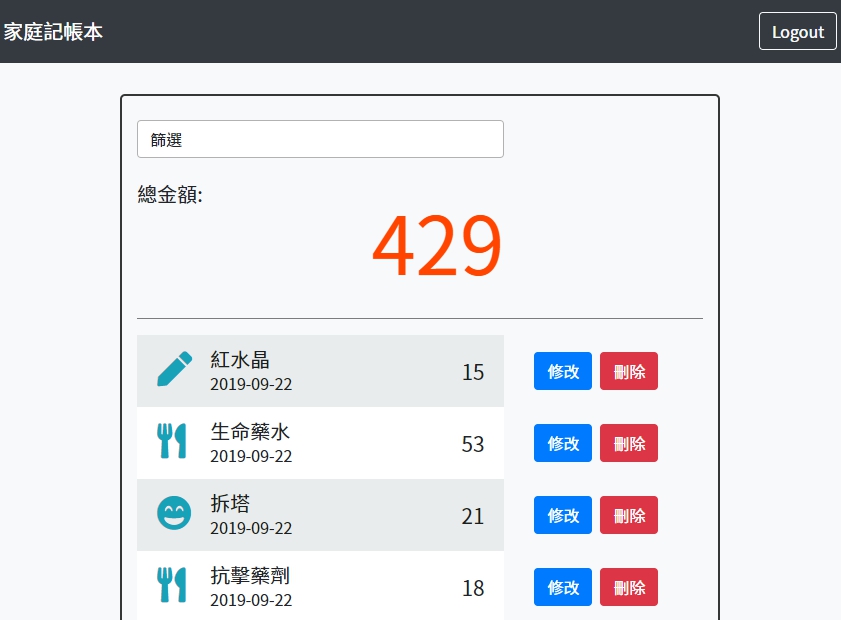 家庭記帳本
Logout
篩選
總金額:
429
紅水晶
2019-09-22
15
修改
刪除
生命藥水
2019-09-22
53
修改
刪除
拆塔
2019-09-22
21
修改
刪除
抗擊藥劑
2019-09-22
18
修改
刪除